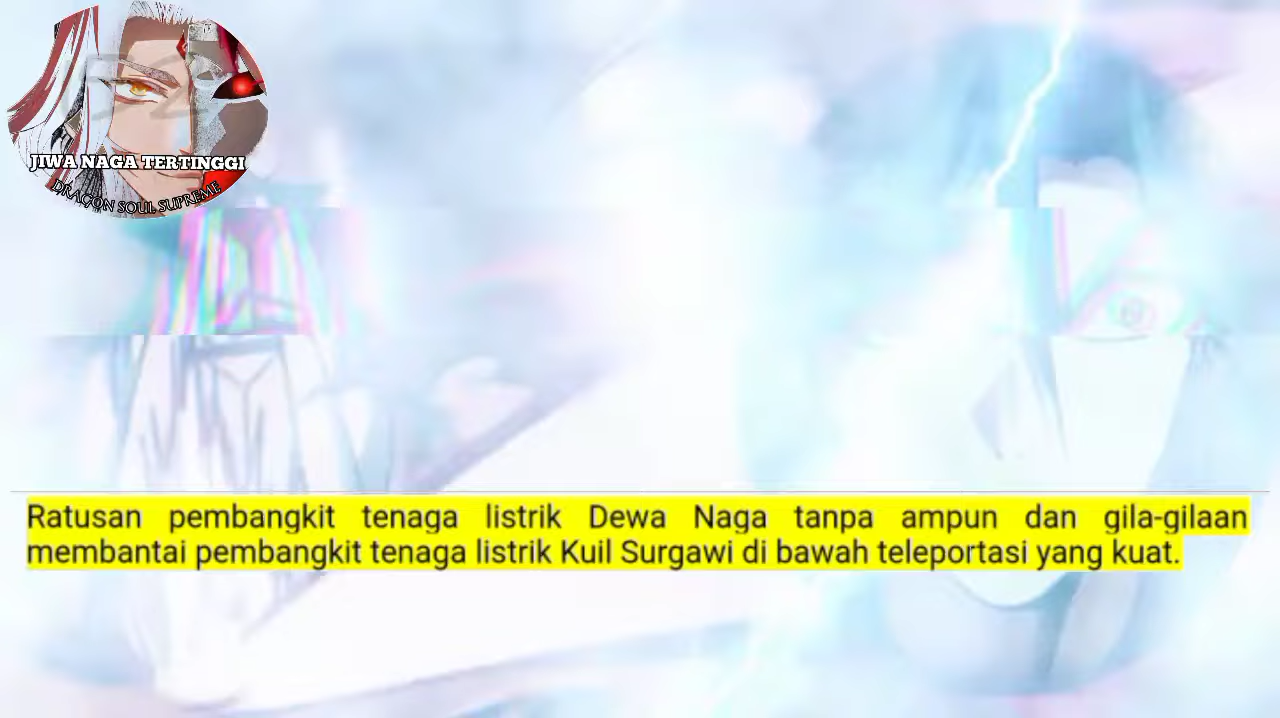 JIWA NAGA TERTINGGI
DRAGON SOUL SUPREME
Ratusan pembangkit tenaga listrik Dewa Naga tanpa ampun dan gila-gilaan
membantai pembangkit tenaga listrik Kuil Surgawi di bawah teleportasi yang kuat.